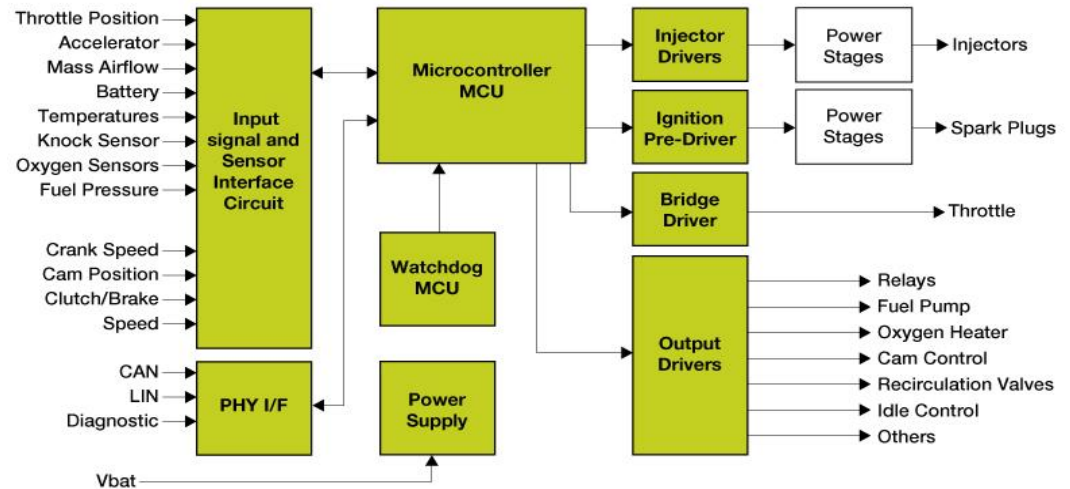 Throttle Position
Accelerator
Mass Airflow
Battery
Temperatures
Knock Sensor
Oxygen Sensors
Fuel Pressure
Crank Speed
Cam Position
Clutch/Brake
Speed
CAN
LIN
Diagnostic
Vbat
Input
signal and
Sensor
Interface
Circuit
PHY I/F
Microcontroller
MCU
Watchdog
MCU
Power
Supply
Injector
Drivers
Ignition
Pre-Driver
Bridge
Driver
Output
Drivers
Power
Stages
Power
Stages
Injectors
Spark Plugs
Throttle
Relays
Fuel Pump
Oxygen Heater
Cam Control
Recirculation Valves
Idle Control
Others